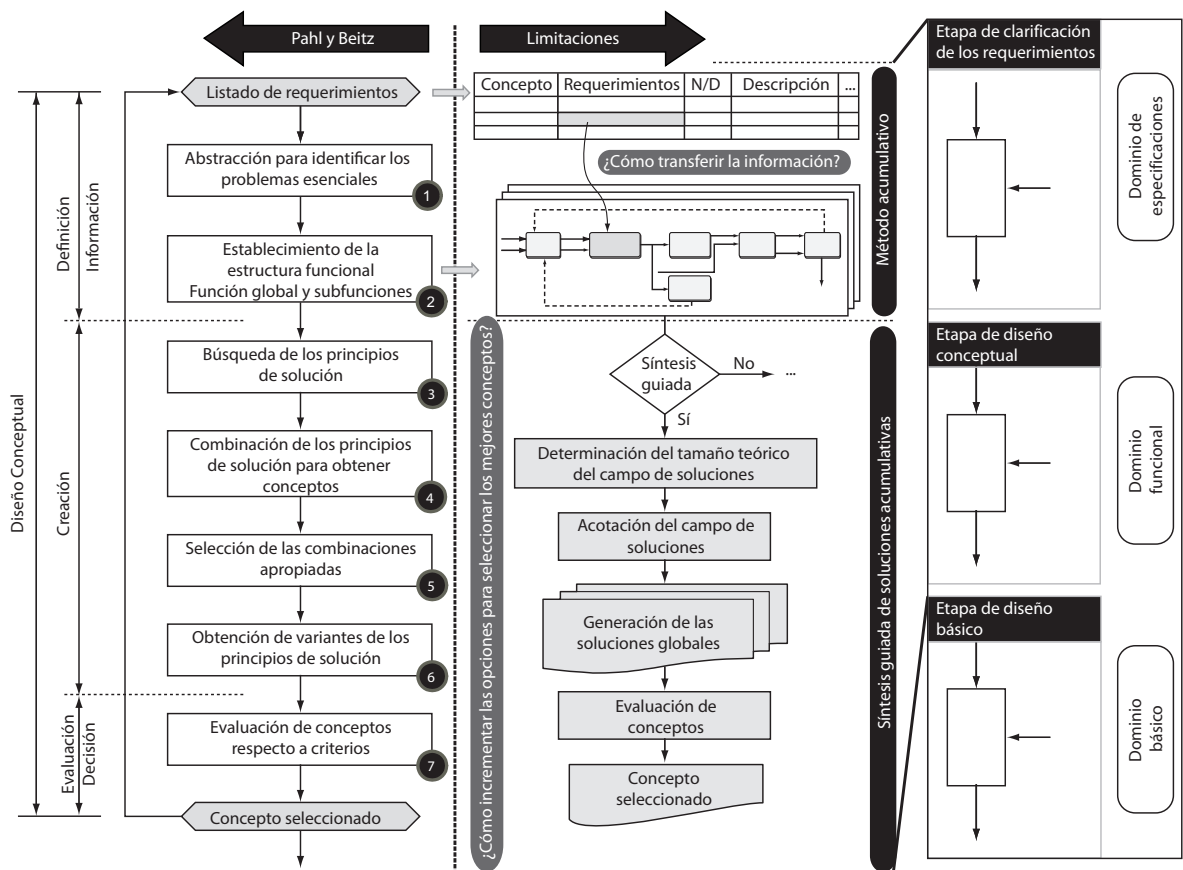 Pahl y Beitz
Limitaciones
Listado de requerimientos
Abstracción para identificar los
problemas esenciales
1
Establecimiento de la
estructura funcional
Función global y subfunciones
2
Búsqueda de los principios
de solución
3
Combinación de los principios
de solución para obtener
conceptos
4
Selección de las combinaciones
apropiadas
5
Obtención de variantes de los
principios de solución
6
Evaluación de conceptos
respecto a criterios
7
Concepto seleccionado
Diseño Conceptual
Definición
Información
Creación
Evaluación
Decisión
Concepto Requerimientos N/D Descripción ...
¿Cómo transferir la información?
¿Cómo incrementar las opciones para seleccionar los mejores conceptos?
Síntesis
guiada
No
...
Sí
Determinación del tamaño teórico
del campo de soluciones
Acotación del campo de
soluciones
Generación de las
soluciones globales
Evaluación de
conceptos
Concepto
seleccionado
Método acumulativo
Síntesis guiada de soluciones acumulativas
Etapa de clarificación
de los requerimientos
Dominio de
especificaciones
Etapa de diseño
conceptual
Dominio
funcional
Etapa de diseño
básico
Dominio
básico